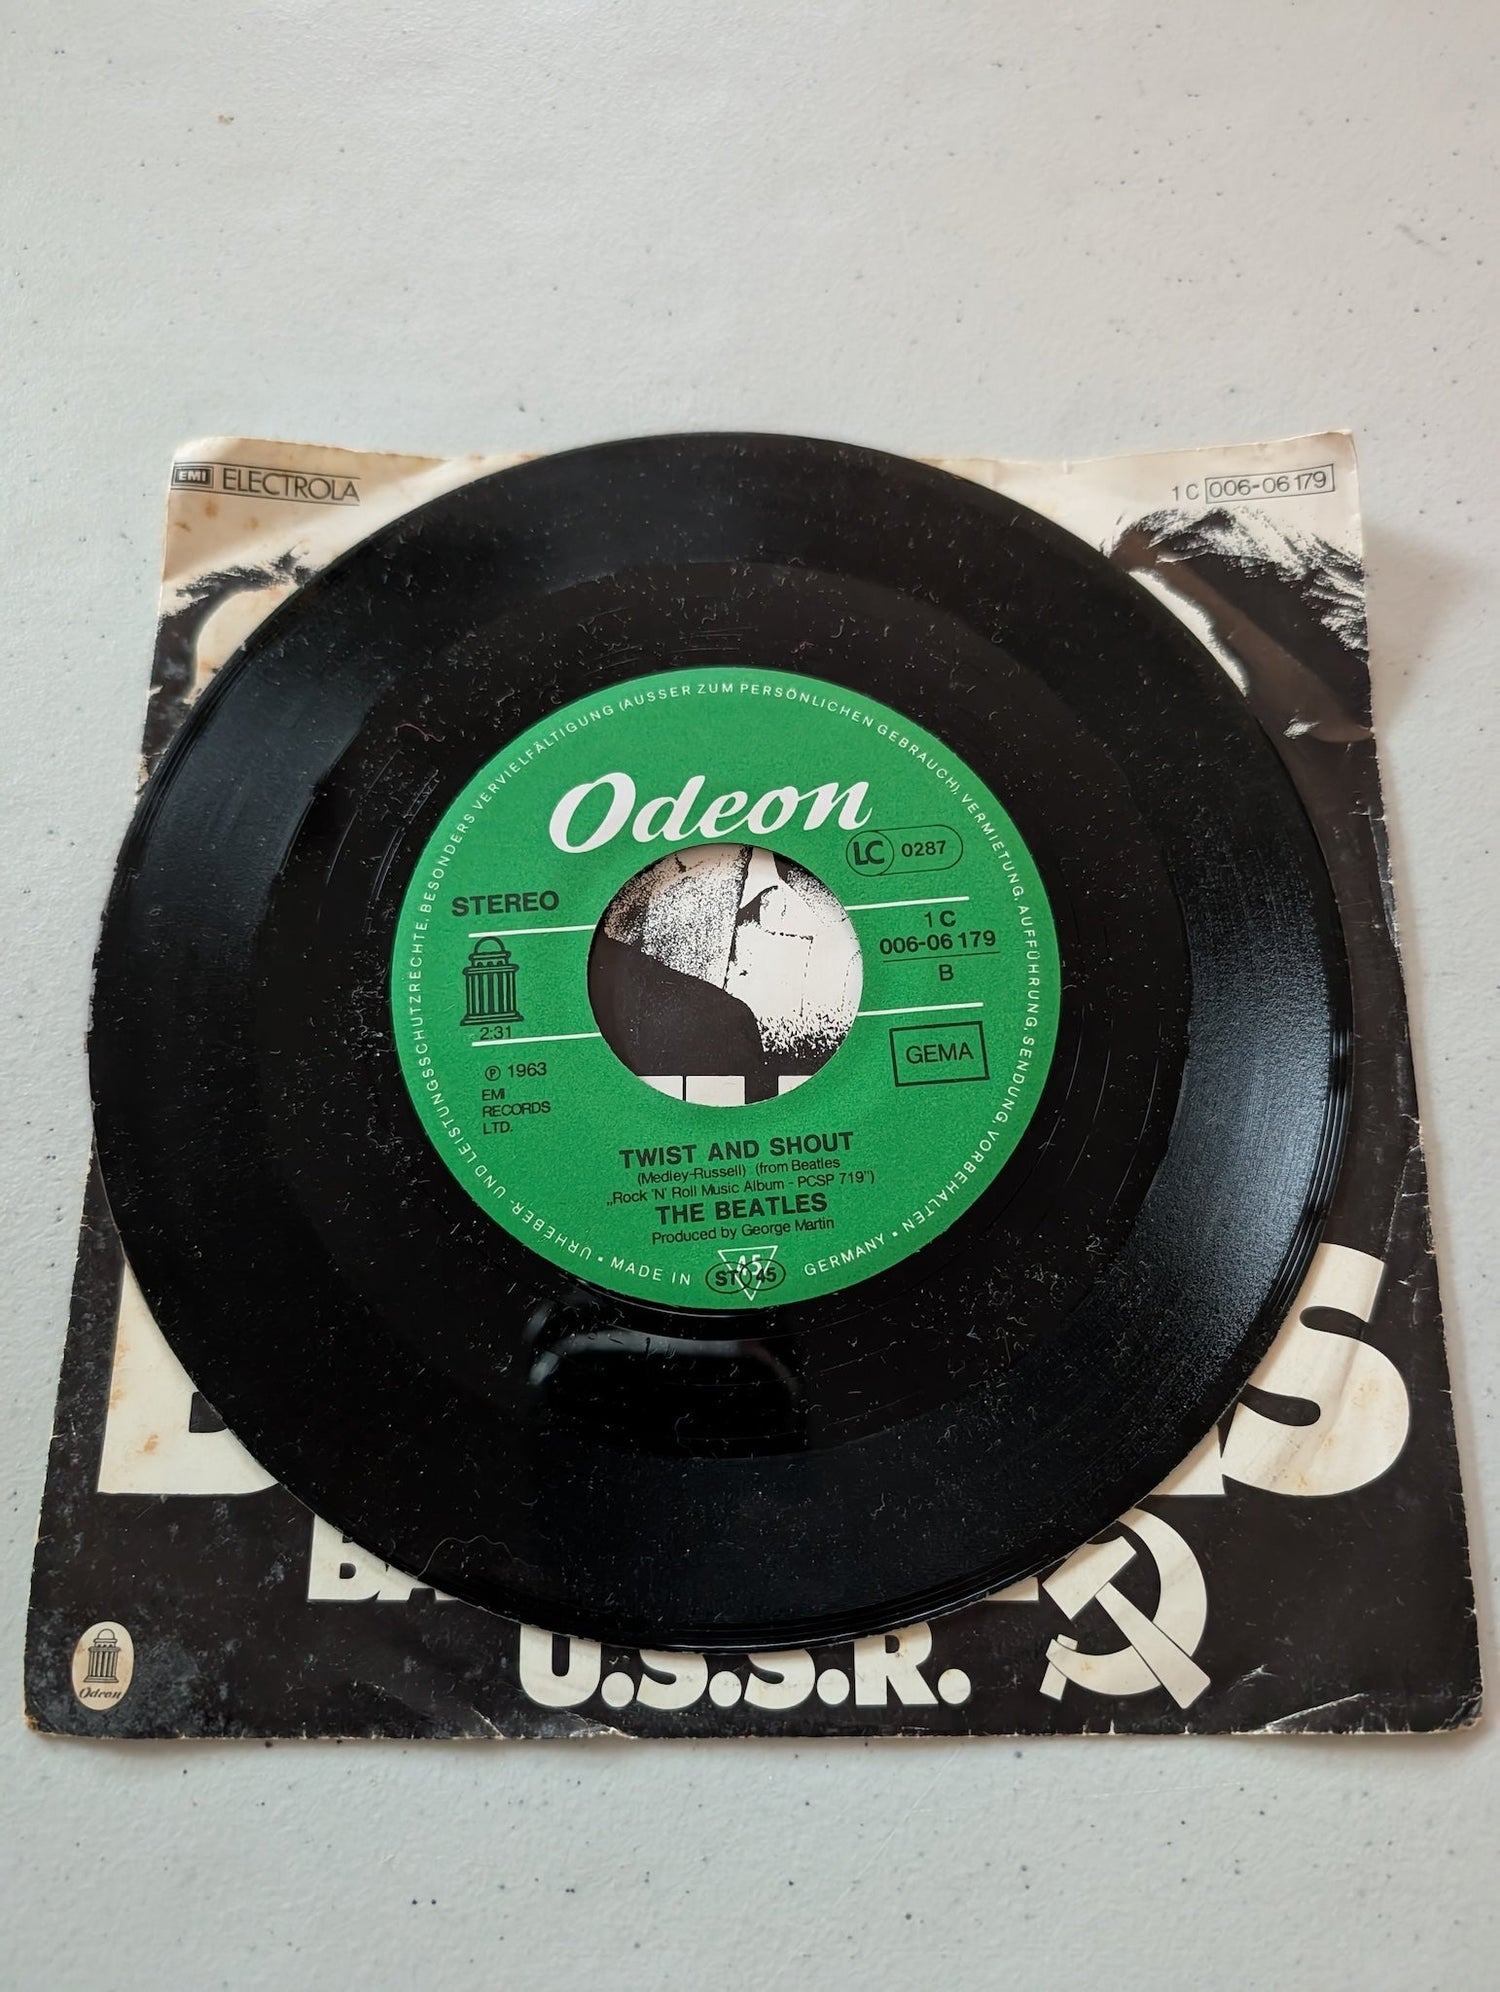 EMI ELECTROLA
1 C 006-06 179
URHEBER- UND LEISTUNGSSCHUTZRECHTE, BESONDERS VERVIELFÄLTIGUNG (AUSSER ZUM PERSÖNLICHEN GEBRAUCH), VERMIETUNG, AUFFÜHRUNG, SENDUNG, VORBEHALTEN •
Odeon
LC 0287
STEREO
1 C
006-06 179
B
2:31
℗ 1963
EMI
RECORDS
LTD.
GEMA
TWIST AND SHOUT
(Medley-Russell) (from Beatles
„Rock 'N' Roll Music Album - PCSP 719")
THE BEATLES
Produced by George Martin
• MADE IN GERMANY •
45
ST 45
S
BA
U.S.S.R.
Odeon